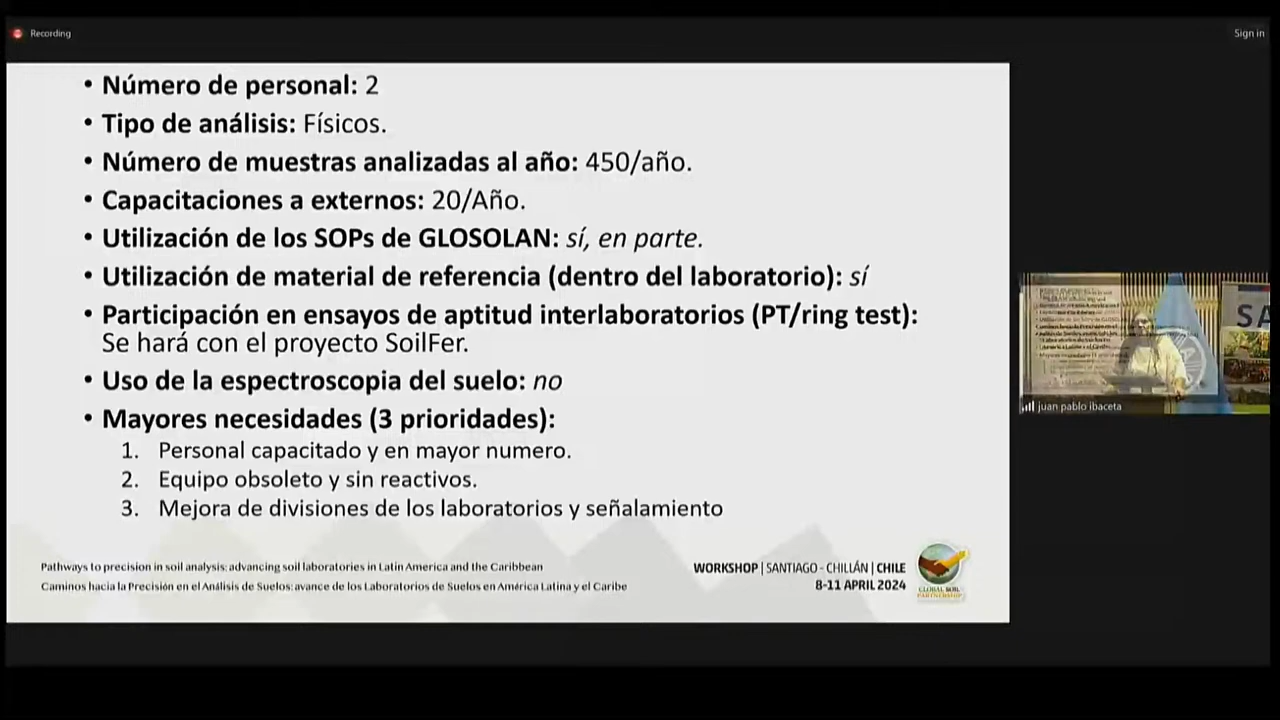 Recording
Sign in
• Número de personal: 2
• Tipo de análisis: Físicos.
• Número de muestras analizadas al año: 450/año.
• Capacitaciones a externos: 20/Año.
• Utilización de los SOPs de GLOSOLAN: sí, en parte.
• Utilización de material de referencia (dentro del laboratorio): sí
• Participación en ensayos de aptitud interlaboratorios (PT/ring test):
Se hará con el proyecto SoilFer.
• Uso de la espectroscopia del suelo: no
• Mayores necesidades (3 prioridades):
1. Personal capacitado y en mayor numero.
2. Equipo obsoleto y sin reactivos.
3. Mejora de divisiones de los laboratorios y señalamiento
Pathways to precision in soil analysis: advancing soil laboratories in Latin America and the Caribbean
Caminos hacia la Precisión en el Análisis de Suelos: avance de los Laboratorios de Suelos en América Latina y el Caribe
WORKSHOP | SANTIAGO - CHILLÁN | CHILE
8-11 APRIL 2024
GLOBAL SOIL
PARTNERSHIP
SA
juan pablo ibaceta